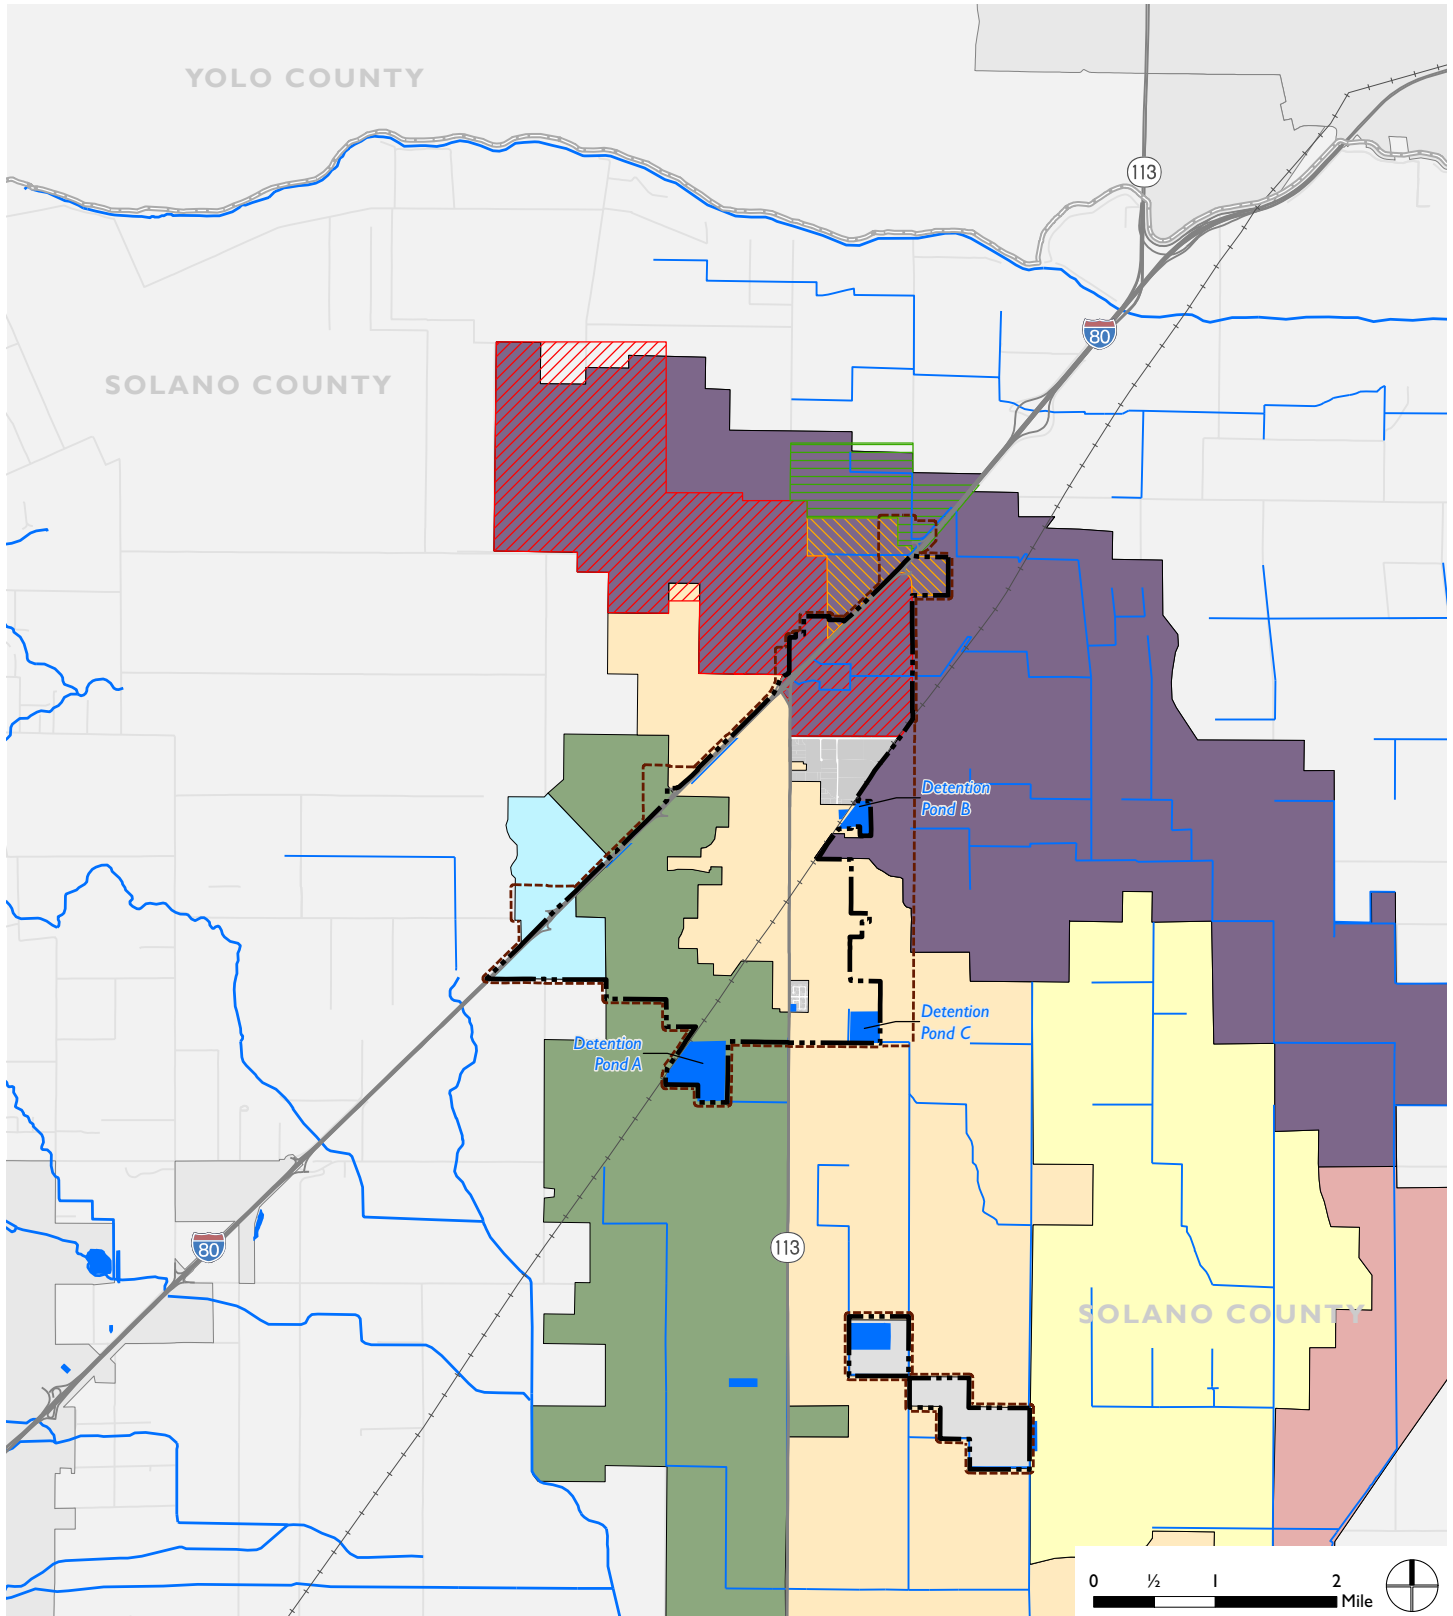 YOLO COUNTY
113
80
SOLANO COUNTY
Detention
Pond B
Detention
Pond C
Detention
Pond A
80
113
SOLANO COUNTY
0 ½ 1 2
Mile